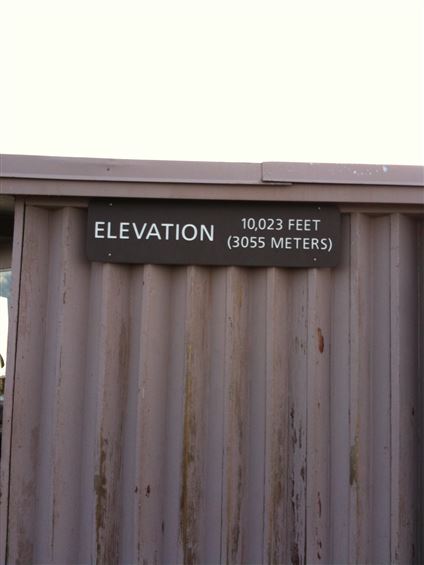 ELEVATION
10,023 FEET
(3055 METERS)